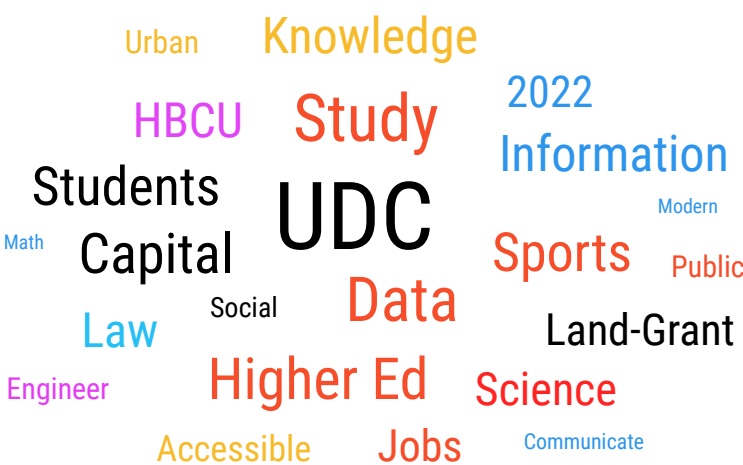 Urban
Knowledge
2022
HBCU
Study
Information
Students
UDC
Modern
Math
Capital
Sports
Public
Social
Data
Law
Land-Grant
Engineer
Higher Ed
Science
Accessible
Jobs
Communicate